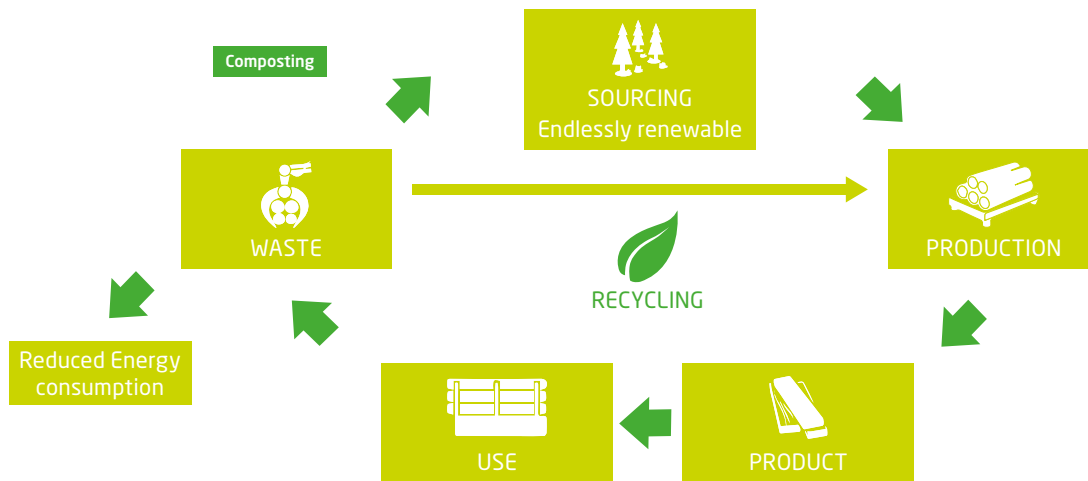 Composting
SOURCING
Endlessly renewable
WASTE
PRODUCTION
RECYCLING
Reduced Energy
consumption
USE
PRODUCT